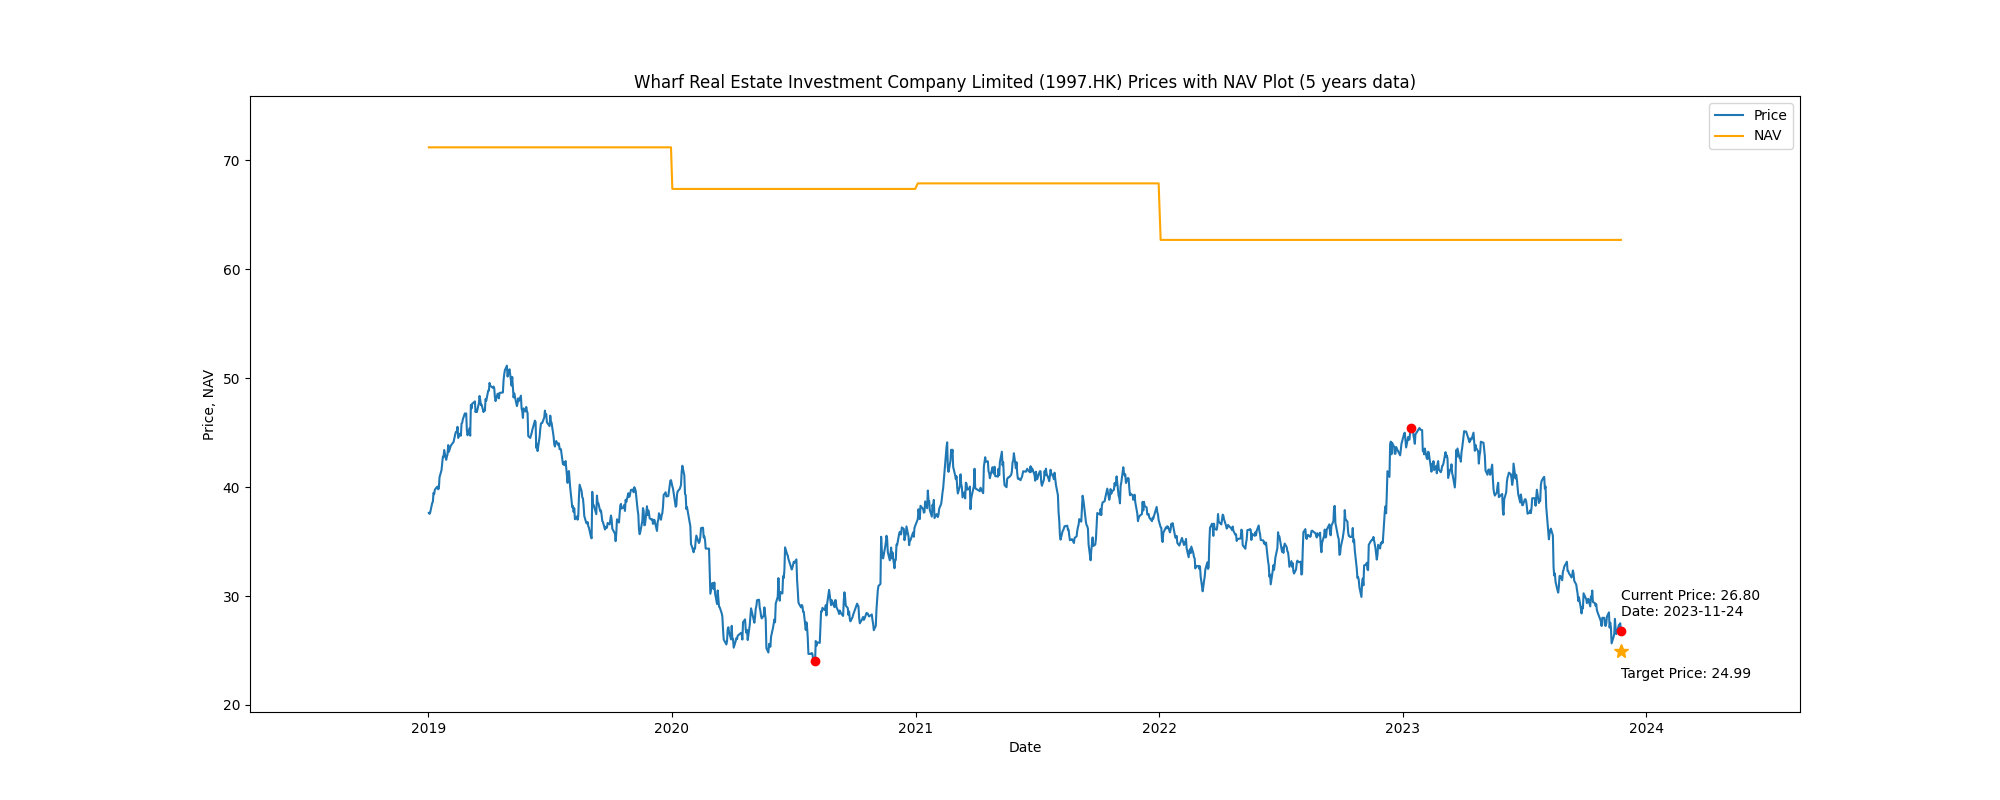 Wharf Real Estate Investment Company Limited (1997.HK) Prices with NAV Plot (5 years data)
Price
NAV
70
60
50
40
30
20
Price, NAV
Current Price: 26.80
Date: 2023-11-24
Target Price: 24.99
2019
2020
2021
2022
2023
2024
Date